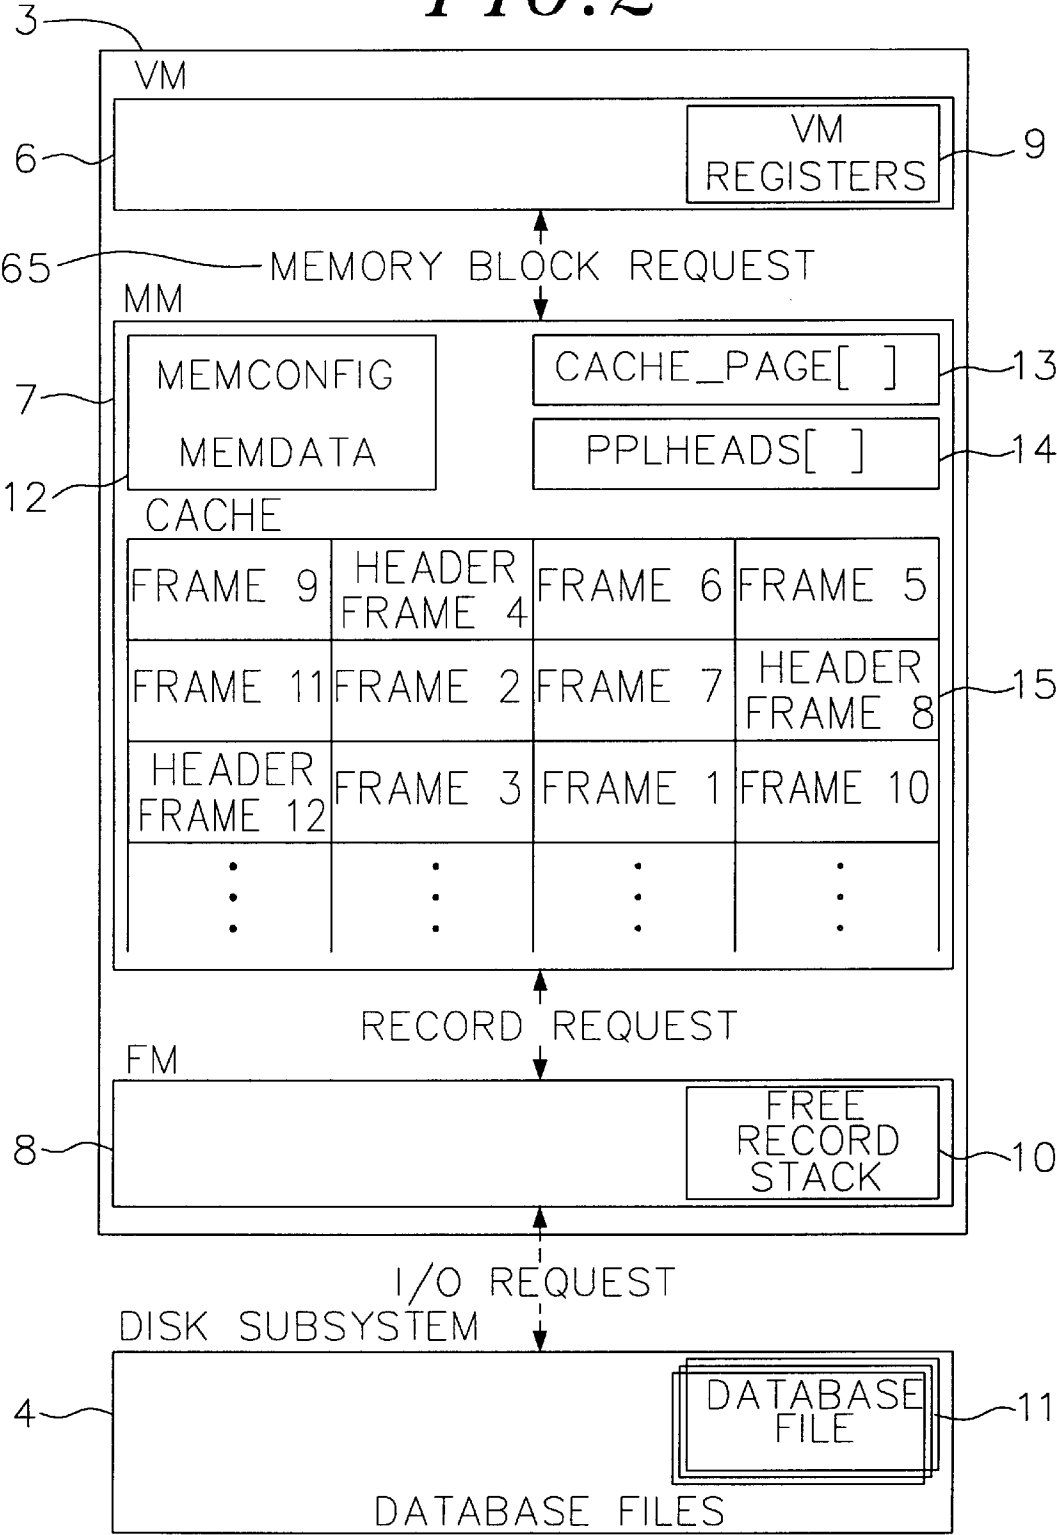 FIG. 2
3
VM
6
VM
REGISTERS
9
65
MEMORY BLOCK REQUEST
MM
7
MEMCONFIG
MEMDATA
12
CACHE_PAGE[ ]
13
PPLHEADS[ ]
14
CACHE
FRAME 9
HEADER
FRAME 4
FRAME 6
FRAME 5
FRAME 11
FRAME 2
FRAME 7
HEADER
FRAME 8
15
HEADER
FRAME 12
FRAME 3
FRAME 1
FRAME 10
RECORD REQUEST
FM
8
FREE
RECORD
STACK
10
I/O REQUEST
DISK SUBSYSTEM
4
DATABASE
FILE
11
DATABASE FILES